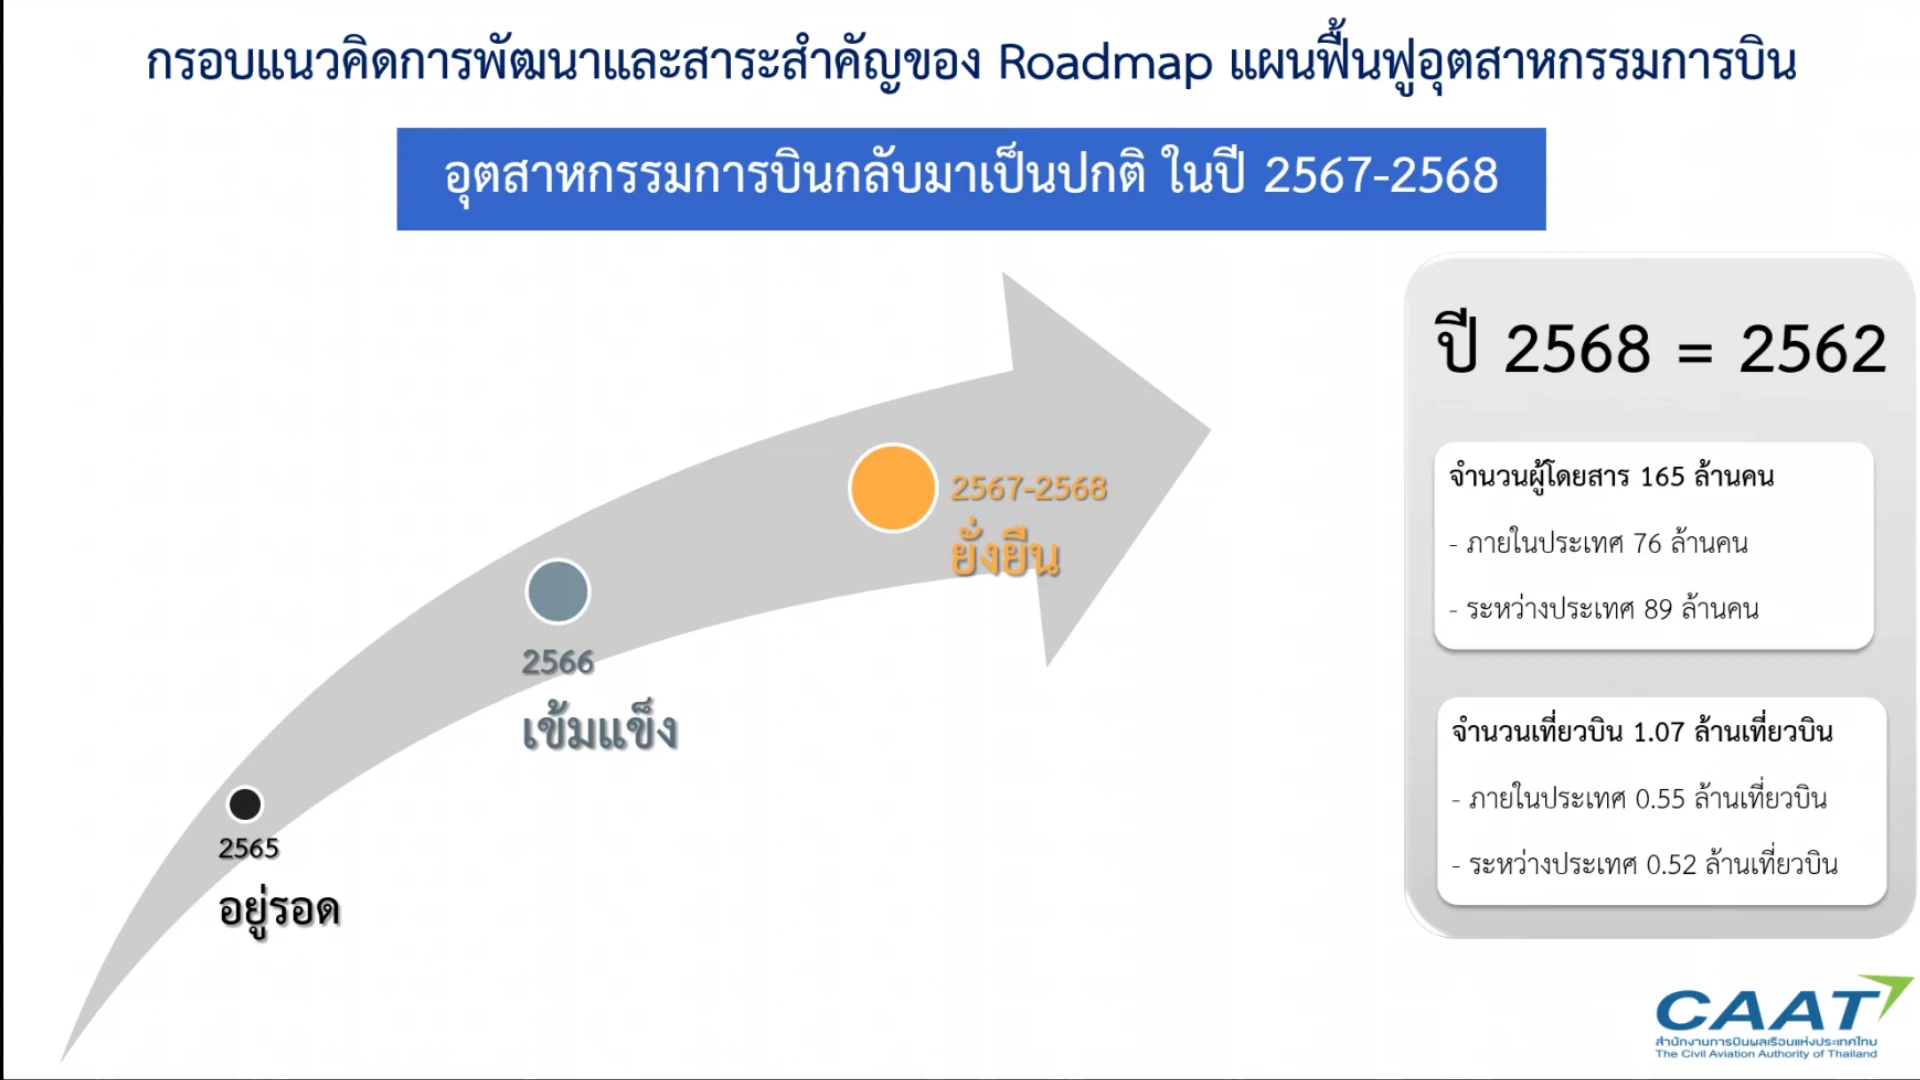 กรอบแนวคิดการพัฒนาและสาระสำคัญของ Roadmap แผนฟื้นฟูอุตสาหกรรมการบิน
อุตสาหกรรมการบินกลับมาเป็นปกติ ในปี 2567-2568
2565
อยู่รอด
2566
เข้มแข็ง
2567-2568
ยั่งยืน
ปี 2568 = 2562
จำนวนผู้โดยสาร 165 ล้านคน
- ภายในประเทศ 76 ล้านคน
- ระหว่างประเทศ 89 ล้านคน
จำนวนเที่ยวบิน 1.07 ล้านเที่ยวบิน
- ภายในประเทศ 0.55 ล้านเที่ยวบิน
- ระหว่างประเทศ 0.52 ล้านเที่ยวบิน
CAAT
สำนักงานการบินพลเรือนแห่งประเทศไทย
The Civil Aviation Authority of Thailand